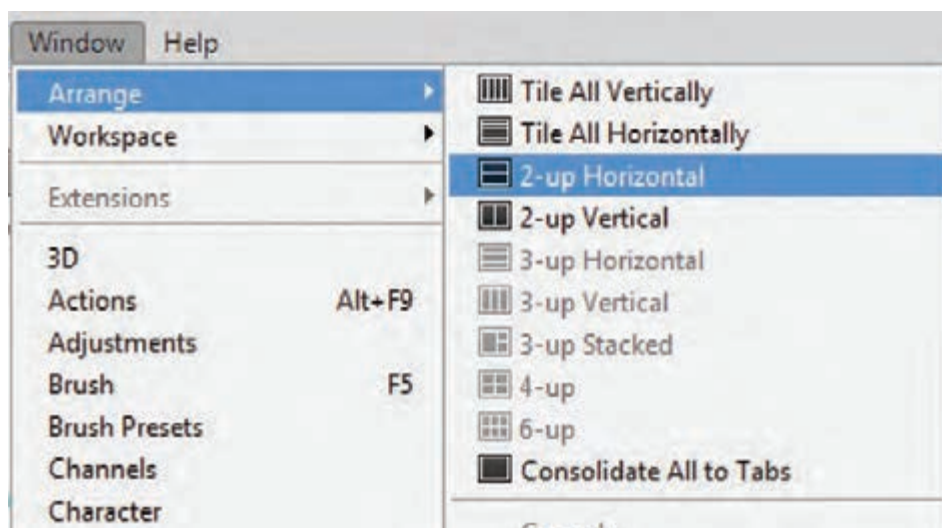 Window Help
Arrange
Workspace
Extensions
3D
Actions Alt+F9
Adjustments
Brush F5
Brush Presets
Channels
Character
Tile All Vertically
Tile All Horizontally
2-up Horizontal
2-up Vertical
3-up Horizontal
3-up Vertical
3-up Stacked
4-up
6-up
Consolidate All to Tabs